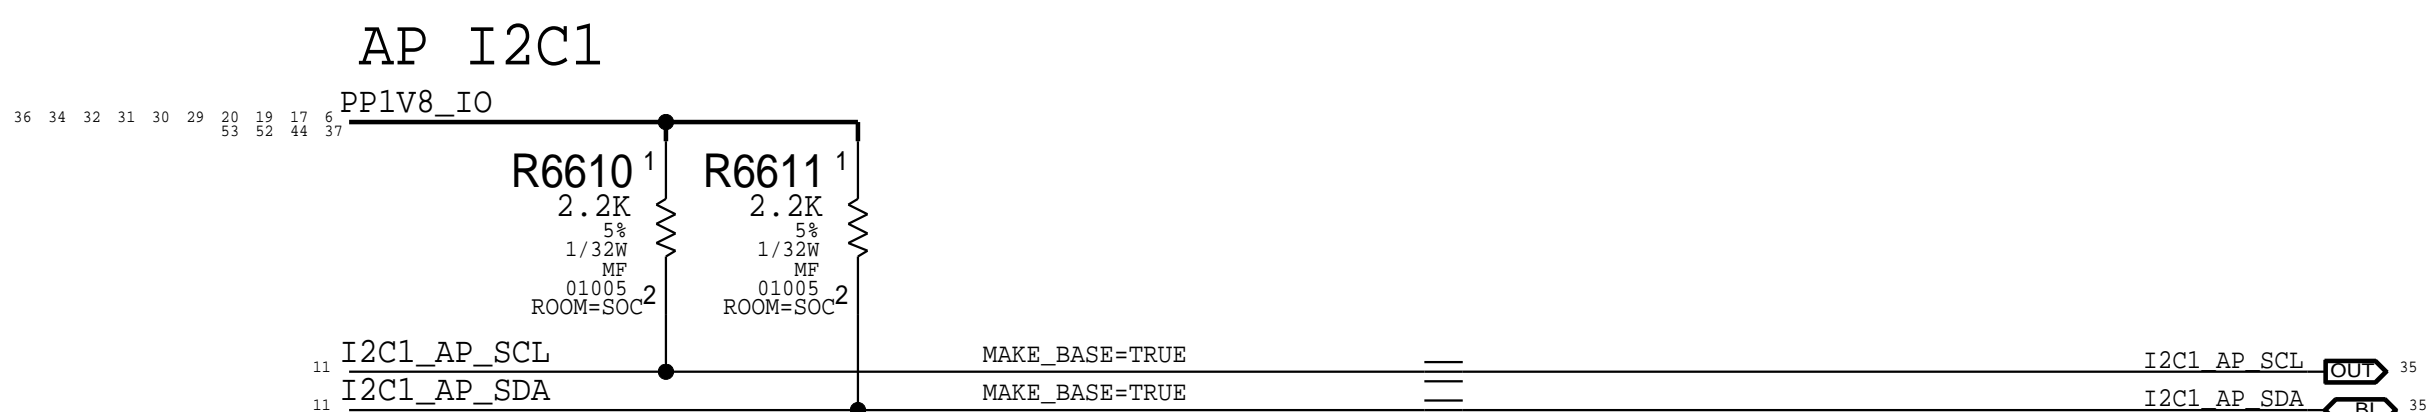 AP I2C1
PP1V8_IO
36 34 32 31 30 29 20 19 17 6
53 52 44 37
R6610 1 R6611 1
2.2K 2.2K
5% 5%
1/32W 1/32W
MF MF
01005 01005
ROOM=SOC 2 ROOM=SOC 2
11 I2C1_AP_SCL MAKE_BASE=TRUE I2C1_AP_SCL OUT 35
11 I2C1_AP_SDA MAKE_BASE=TRUE I2C1_AP_SDA BI 35